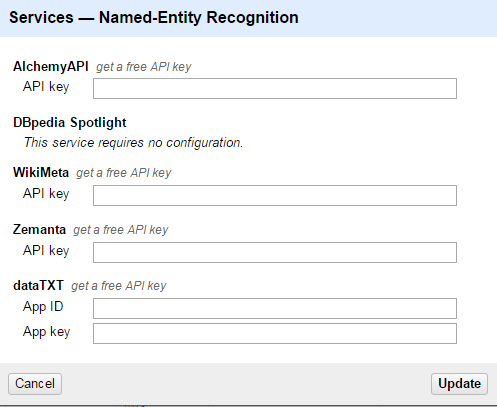 Services — Named-Entity Recognition
AlchemyAPI get a free API key
API key
DBpedia Spotlight
This service requires no configuration.
WikiMeta get a free API key
API key
Zemanta get a free API key
API key
dataTXT get a free API key
App ID
App key
Cancel Update